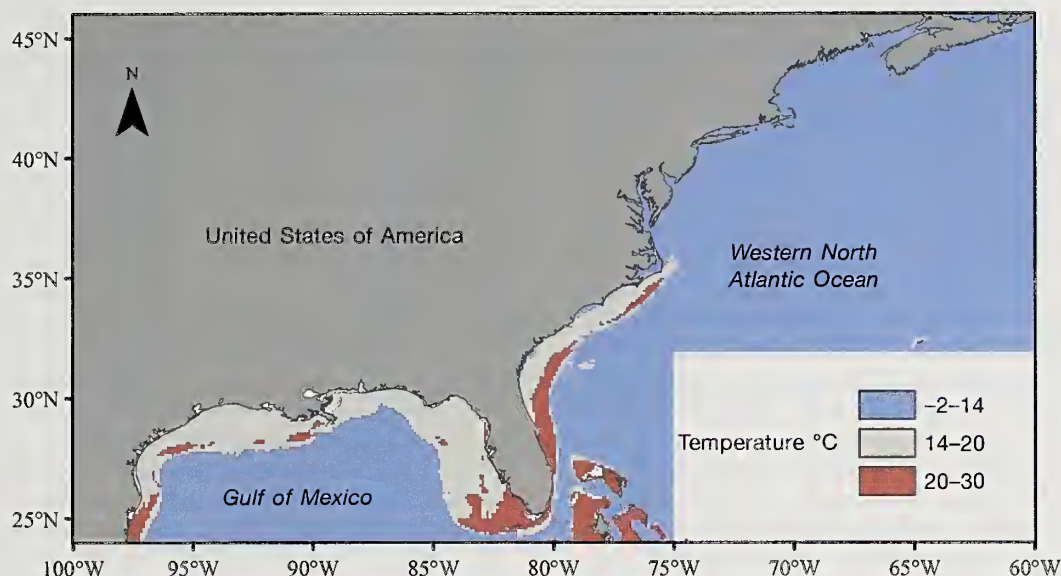 45°N
40°N
35°N
30°N
25°N
N
United States of America
Western North
Atlantic Ocean
Gulf of Mexico
Temperature °C
–2–14
14–20
20–30
100°W
95°W
90°W
85°W
80°W
75°W
70°W
65°W
60°W